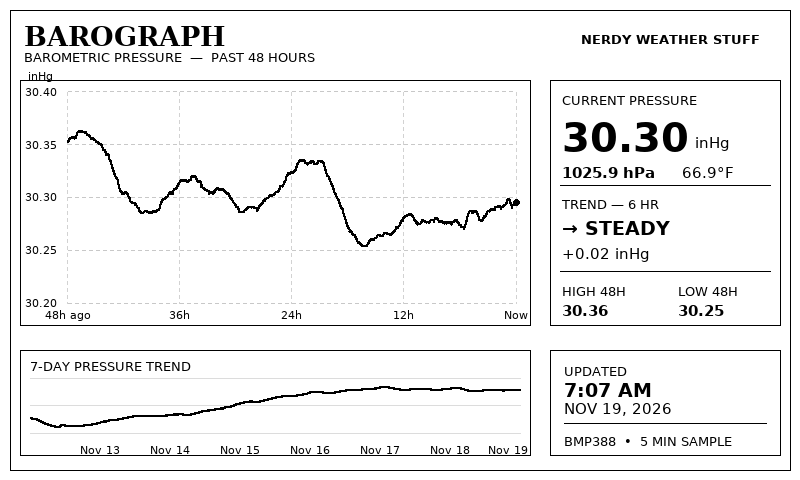 BAROGRAPH
NERDY WEATHER STUFF
BAROMETRIC PRESSURE — PAST 48 HOURS
inHg
30.40
30.35
30.30
30.25
30.20
48h ago 36h 24h 12h Now
CURRENT PRESSURE
30.30 inHg
1025.9 hPa 66.9°F
TREND — 6 HR
→ STEADY
+0.02 inHg
HIGH 48H LOW 48H
30.36 30.25
7-DAY PRESSURE TREND
Nov 13 Nov 14 Nov 15 Nov 16 Nov 17 Nov 18 Nov 19
UPDATED
7:07 AM
NOV 19, 2026
BMP388 • 5 MIN SAMPLE